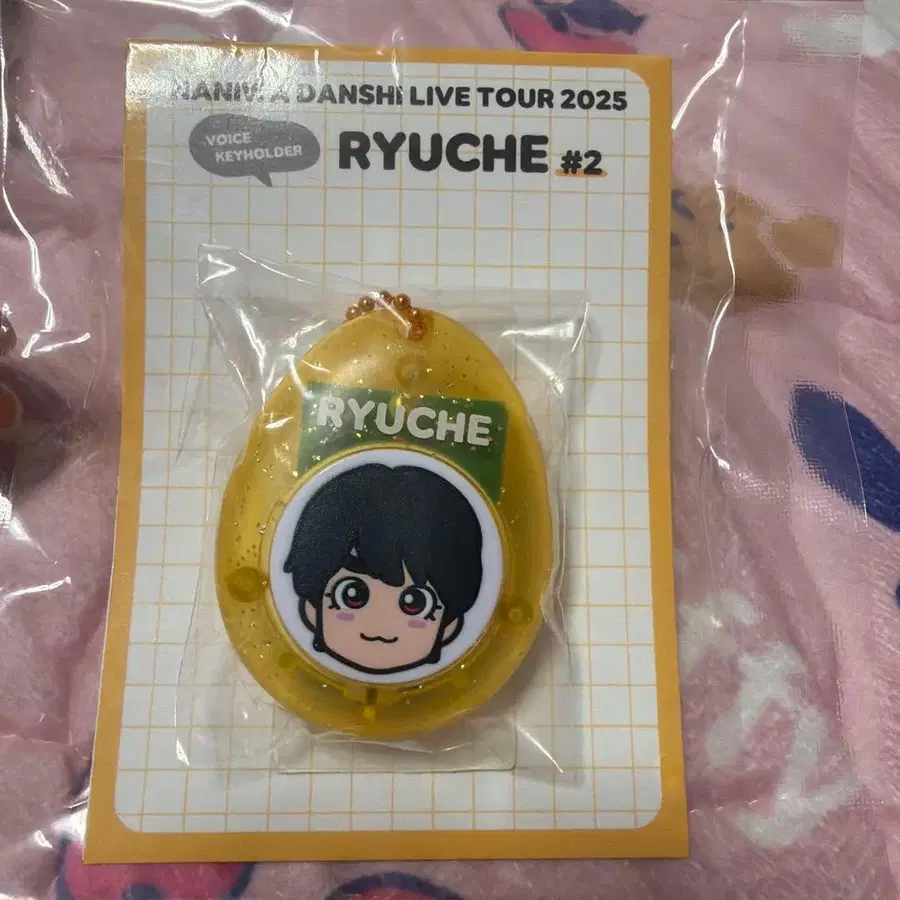 NANIWA DANSHI LIVE TOUR 2025
VOICE
KEYHOLDER
RYUCHE #2
RYUCHE